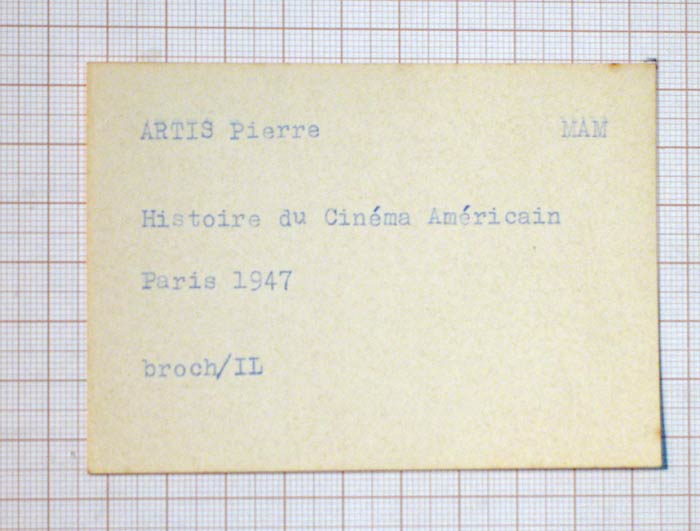 ARTIS Pierre MAM
Histoire du Cinéma Américain
Paris 1947
broch/IL